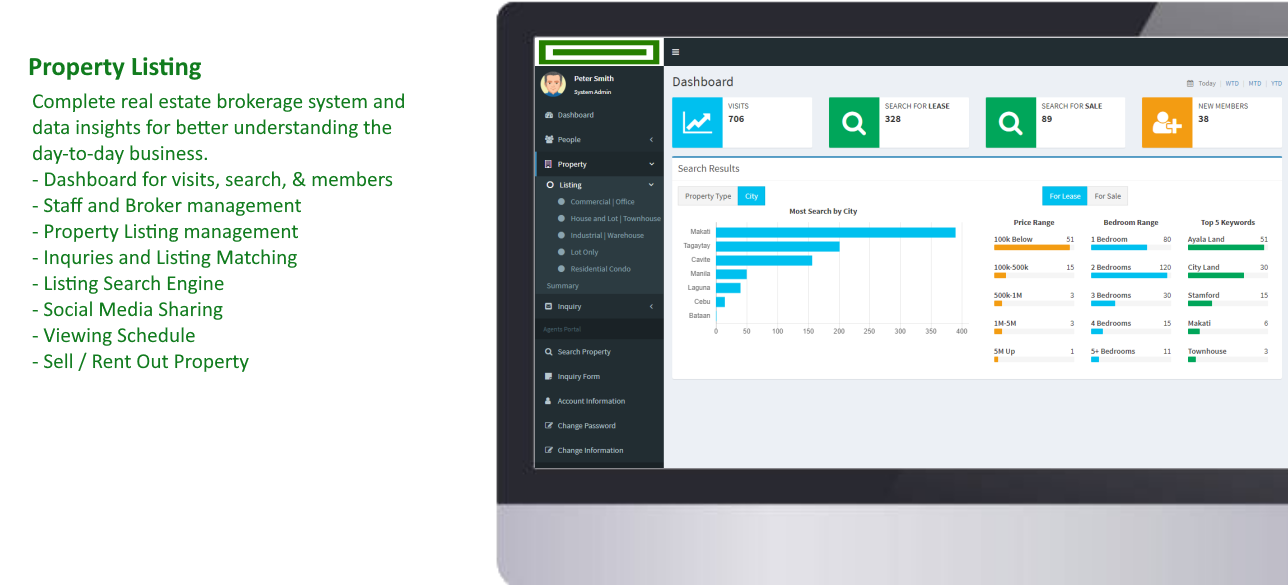 Property Listing
Complete real estate brokerage system and
data insights for better understanding the
day-to-day business.
- Dashboard for visits, search, & members
- Staff and Broker management
- Property Listing management
- Inquries and Listing Matching
- Listing Search Engine
- Social Media Sharing
- Viewing Schedule
- Sell / Rent Out Property
Peter Smith
System Admin
Dashboard
People
Property
Listing
Commercial | Office
House and Lot | Townhouse
Industrial | Warehouse
Lot Only
Residential Condo
Summary
Inquiry
Agents Portal
Search Property
Inquiry Form
Account Information
Change Password
Change Information
Dashboard
Today | WTD | MTD | YTD
VISITS
706
SEARCH FOR LEASE
328
SEARCH FOR SALE
89
NEW MEMBERS
38
Search Results
Property Type City
For Lease For Sale
Most Search by City
Makati
Tagaytay
Cavite
Manila
Laguna
Cebu
Bataan
0 50 100 150 200 250 300 350 400
Price Range
100k Below 51
100k-500k 15
500k-1M 3
1M-5M 3
5M Up 1
Bedroom Range
1 Bedroom 80
2 Bedrooms 120
3 Bedrooms 30
4 Bedrooms 15
5+ Bedrooms 11
Top 5 Keywords
Ayala Land 51
City Land 30
Stamford 15
Makati 6
Townhouse 3